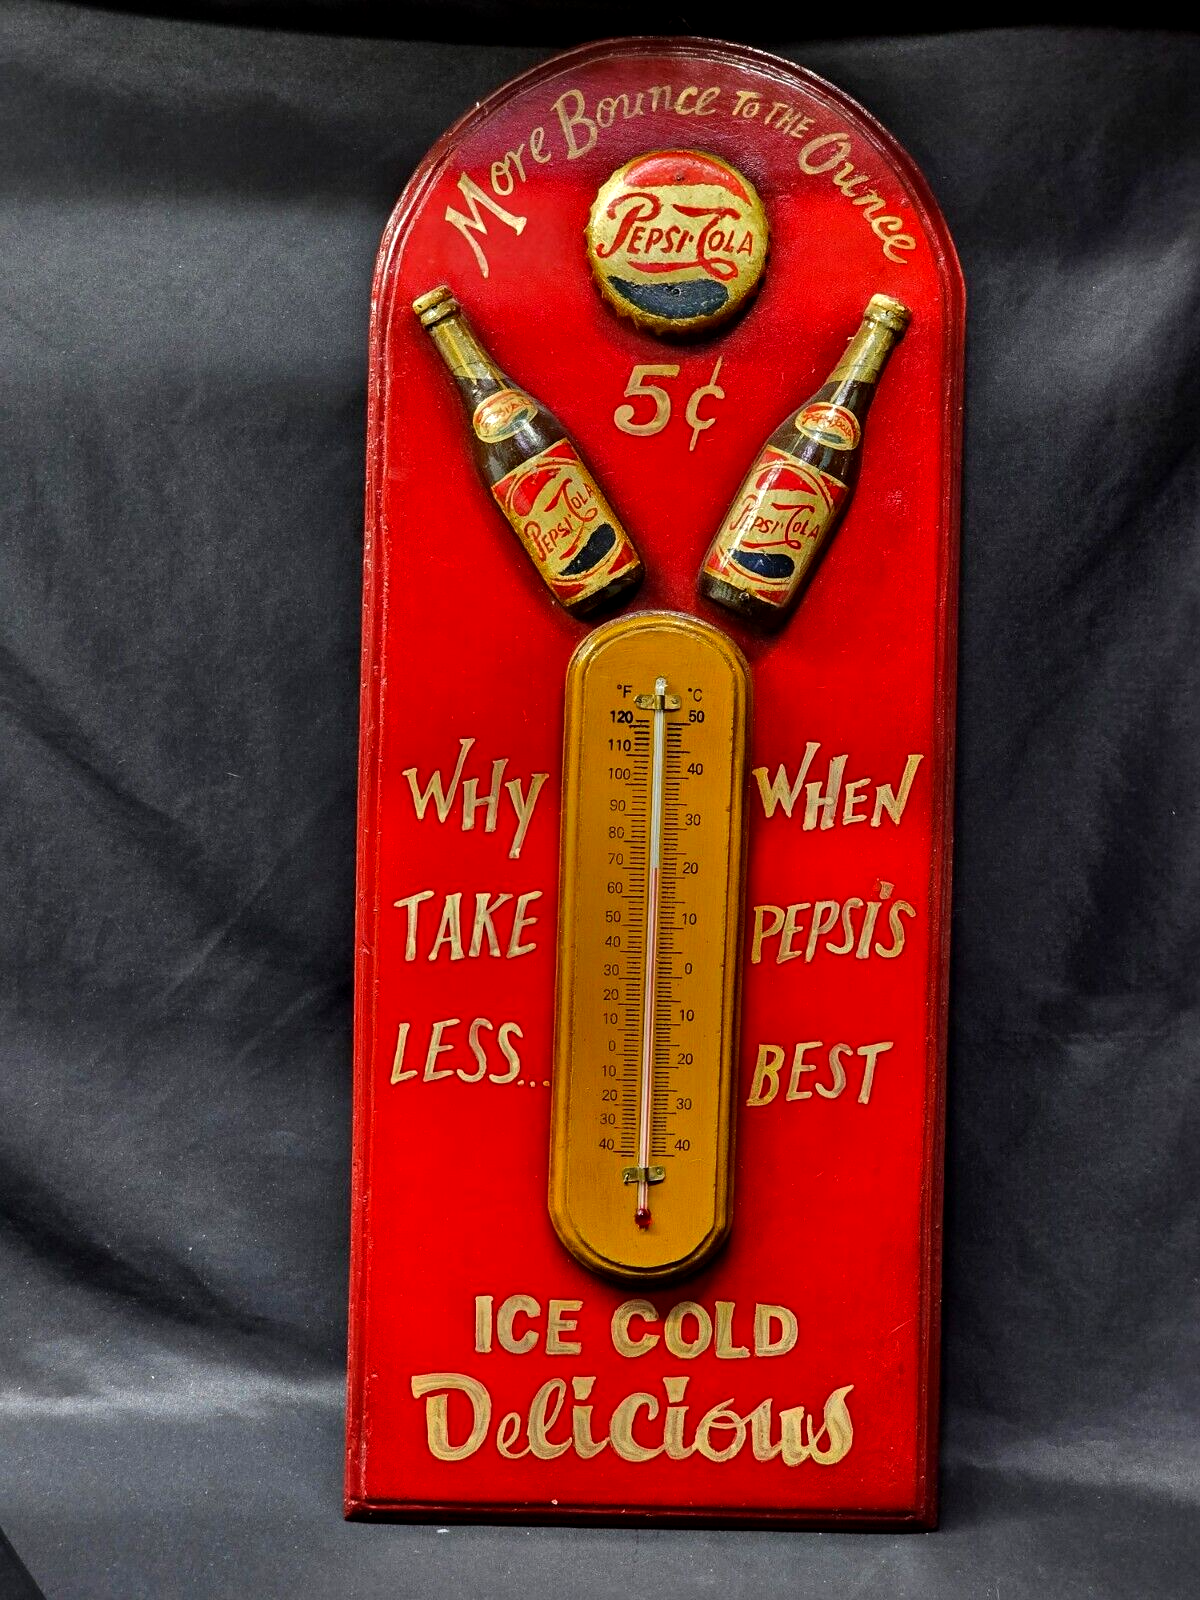 More Bounce To THE Ounce
PEPSI-COLA
5¢
PEPSI-COLA
PEPSI-COLA
°F °C
120 50
110
100 40
90
80 30
70
60 20
50 10
40
30 0
20
10 10
0 20
10
20 30
30
40 40
WHY WHEN
TAKE PEPSI'S
LESS... BEST
ICE COLD
Delicious